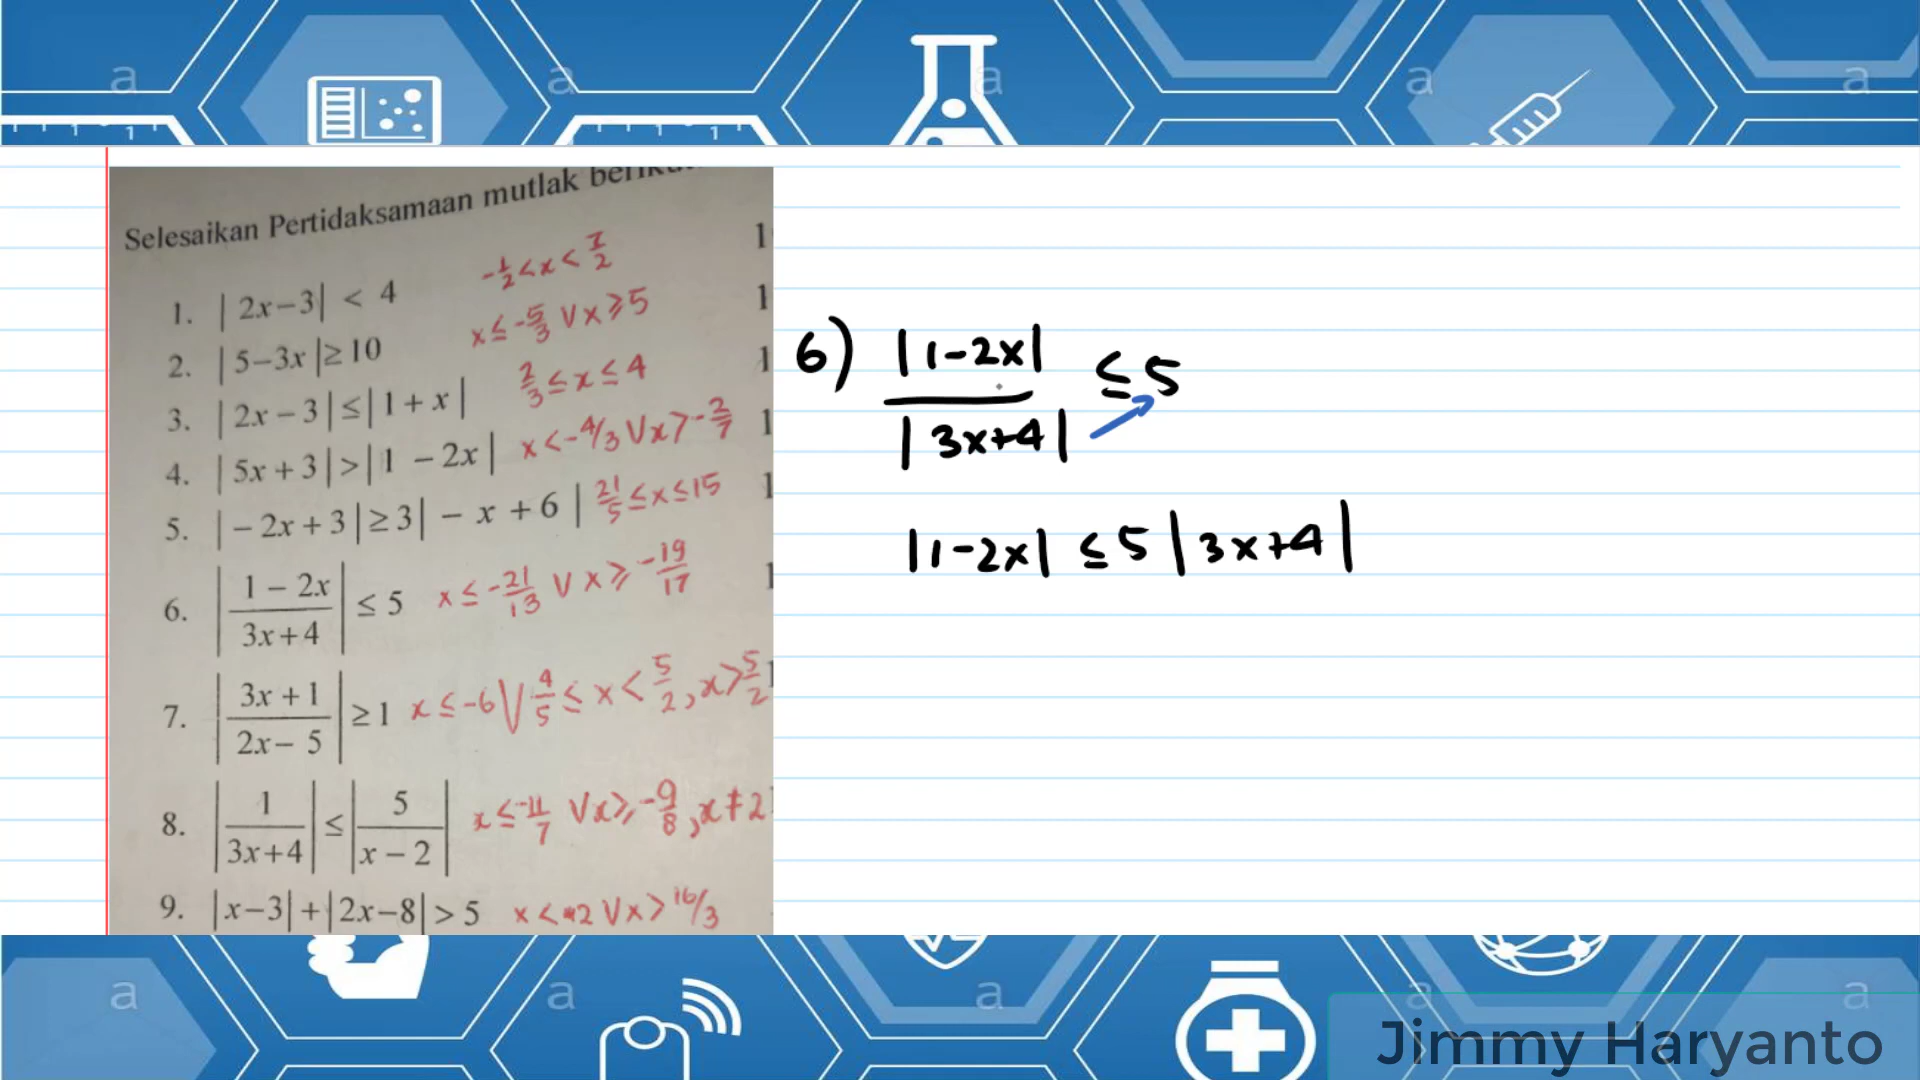 Selesaikan Pertidaksamaan mutlak
1. | 2x−3| < 4 -1/2 < x < 7/2
2. | 5−3x |≥ 10 x ≤ -5/3 ∨ x ≥ 5
3. | 2x − 3 | ≤ | 1 + x | 2/3 ≤ x ≤ 4
4. | 5x + 3 | > | 1 − 2x | x < -4/3 ∨ x > -2/7
5. | − 2x + 3 | ≥ 3| − x + 6 | 21/5 ≤ x ≤ 15
6. | (1 − 2x)/(3x+4) | ≤ 5 x ≤ -21/13 ∨ x ≥ -19/17
7. | (3x + 1)/(2x − 5) | ≥ 1 x ≤ -6 ∨ 4/5 ≤ x < 5/2, x > 5/2
8. | 1/(3x+4) | ≤ | 5/(x − 2) | x ≤ -11/7 ∨ x ≥ -9/8, x ≠ 2
9. |x−3| + |2x−8| > 5 x < -2 ∨ x > 16/3
6) |1-2x| / |3x+4| ≤ 5
|1-2x| ≤ 5 |3x+4|
Jimmy Haryanto